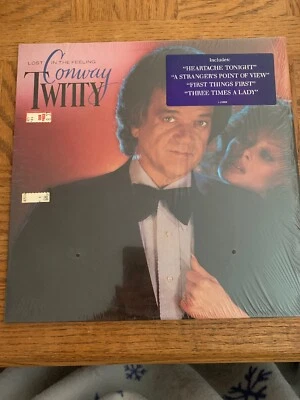 LOST IN THE FEELING
Conway
TWITTY
Includes:
"HEARTACHE TONIGHT"
"A STRANGER'S POINT OF VIEW"
"FIRST THINGS FIRST"
"THREE TIMES A LADY"